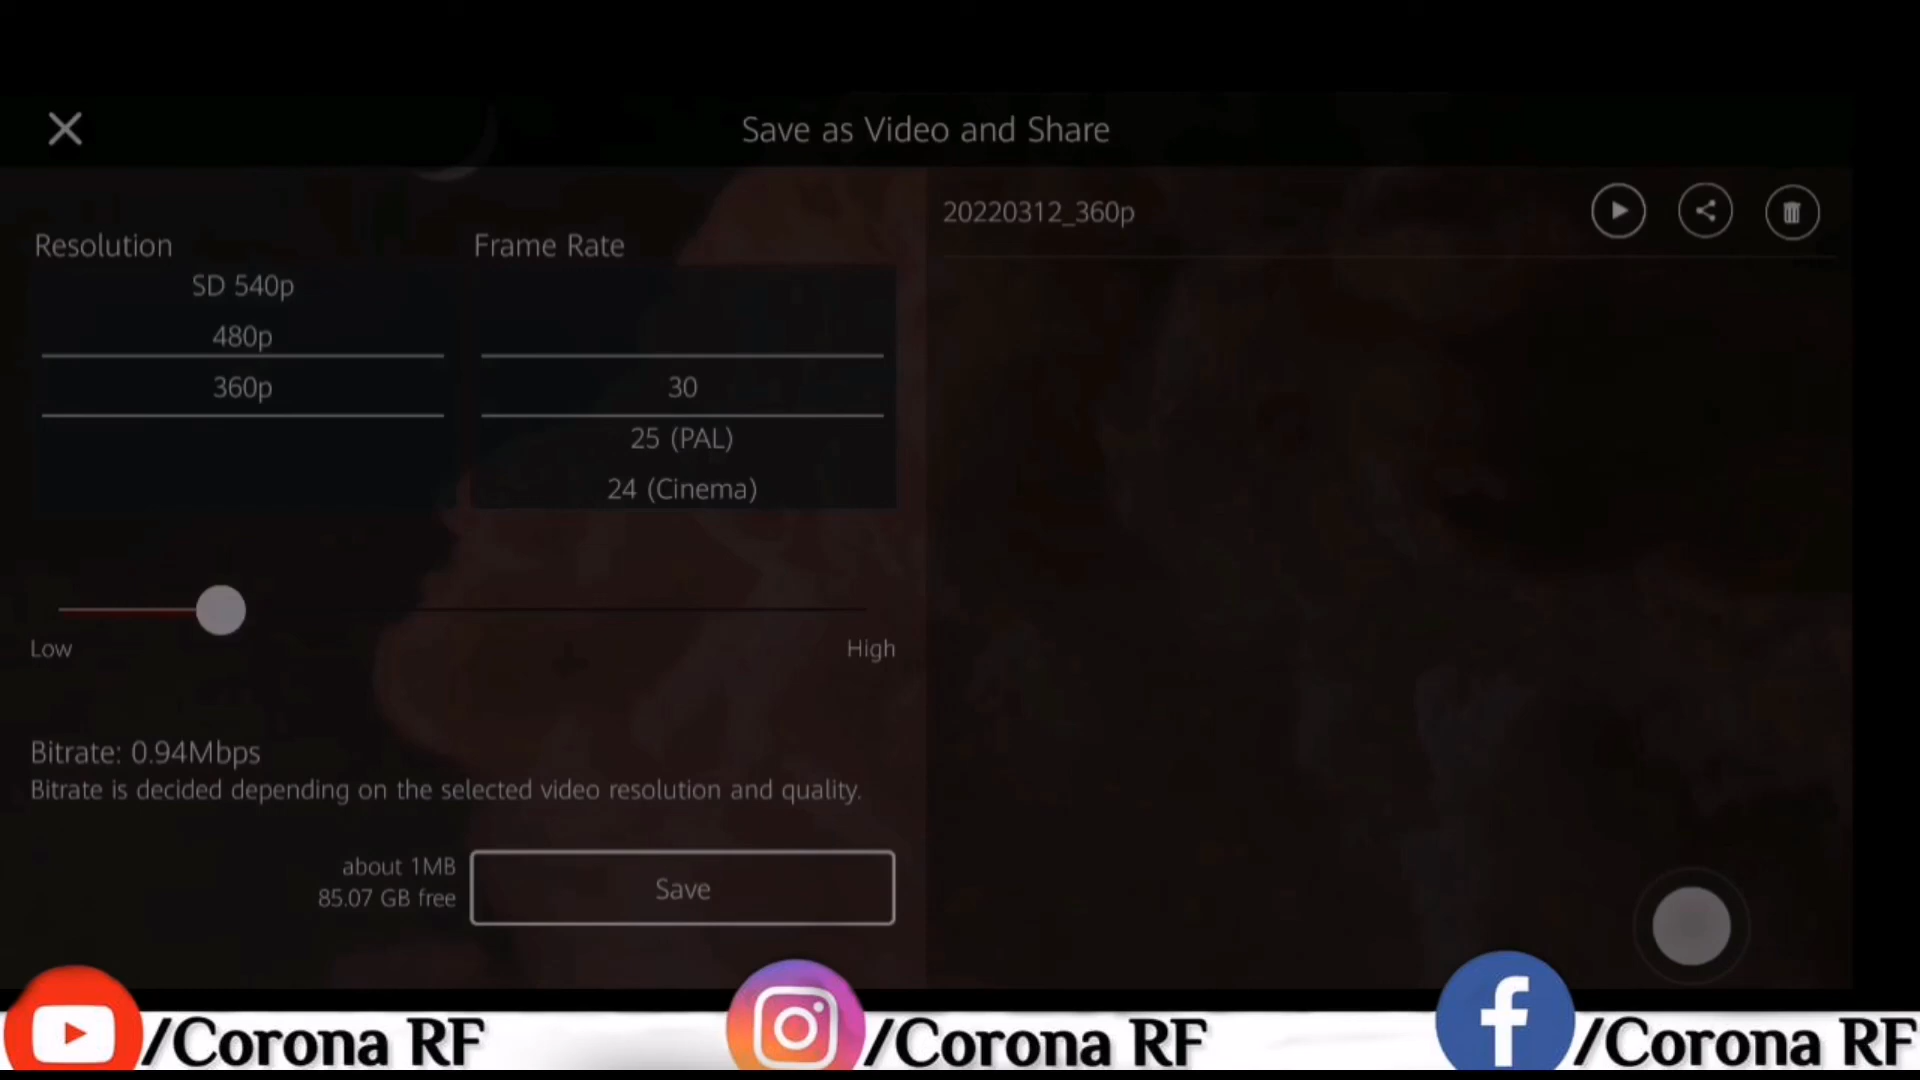 Save as Video and Share
20220312_360p
Resolution
Frame Rate
SD 540p
480p
360p
30
25 (PAL)
24 (Cinema)
Low
High
Bitrate: 0.94Mbps
Bitrate is decided depending on the selected video resolution and quality.
about 1MB
85.07 GB free
Save
/Corona RF
/Corona RF
/Corona RF